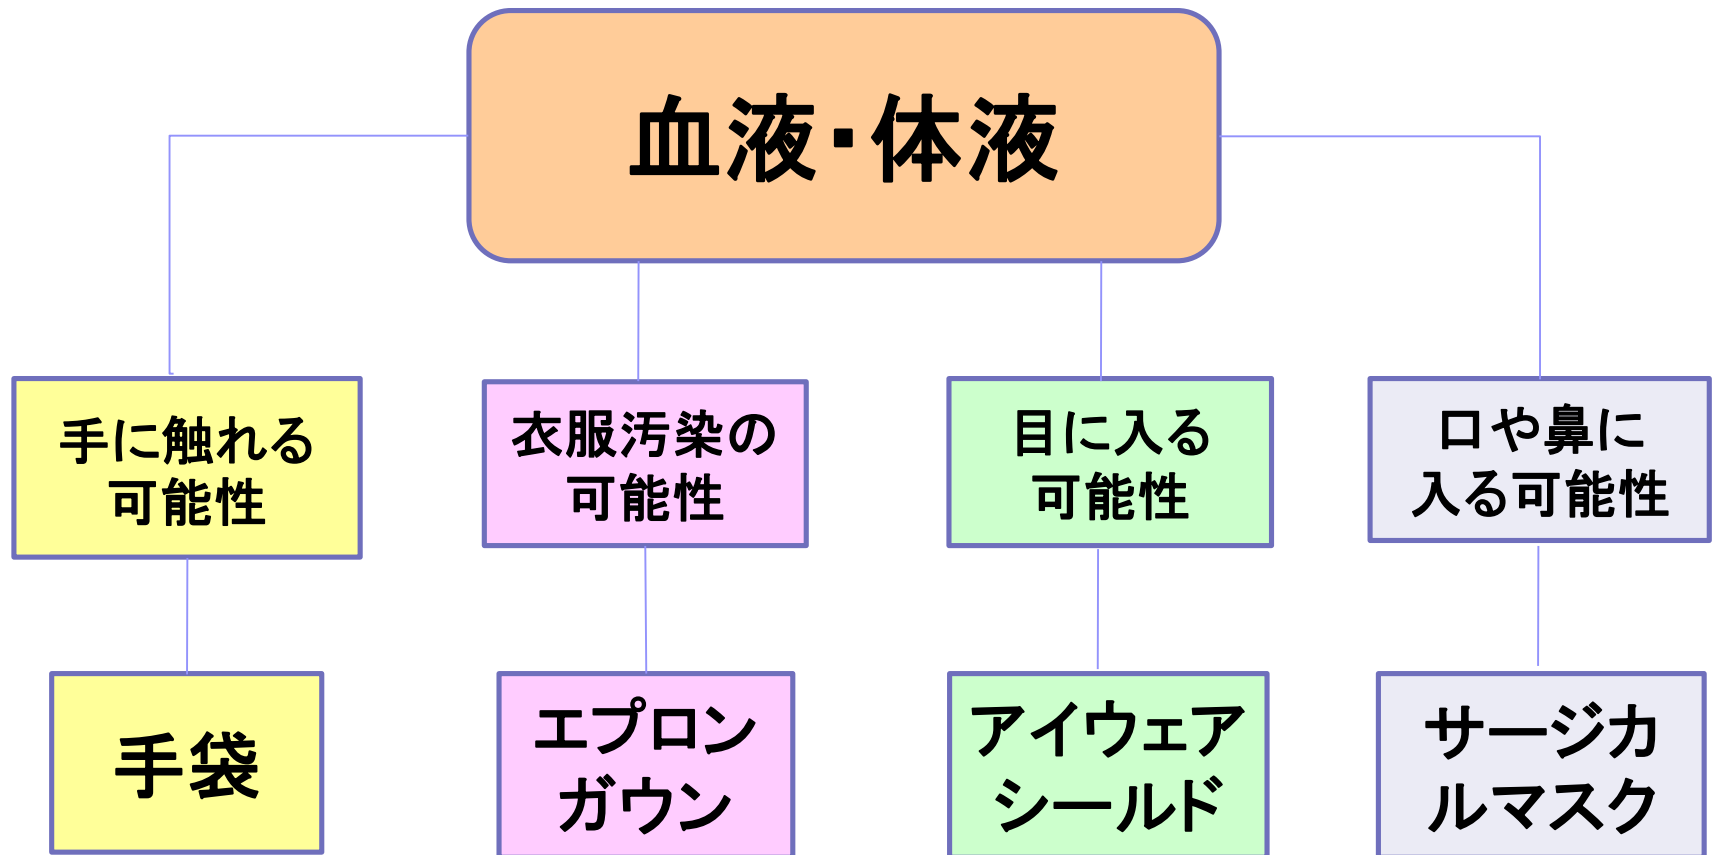 血液・体液
手に触れる
可能性
衣服汚染の
可能性
目に入る
可能性
口や鼻に
入る可能性
手袋
エプロン
ガウン
アイウェア
シールド
サージカ
ルマスク